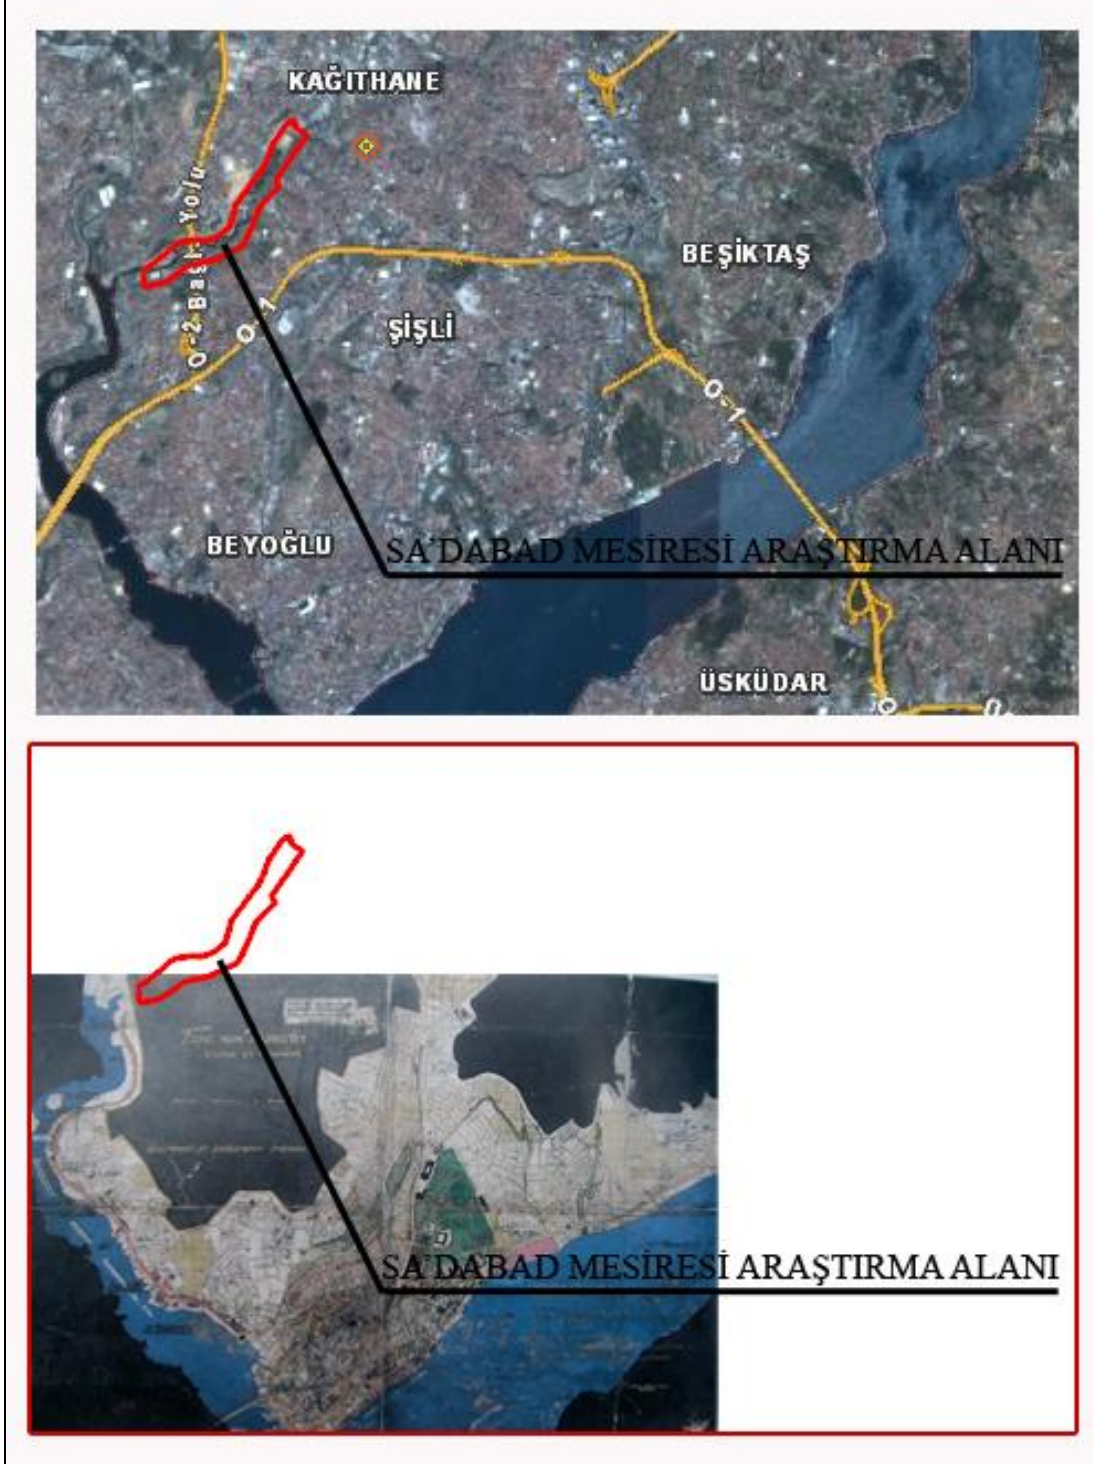 KAĞITHANE
O-2 Bağl. Yolu
BEŞİKTAŞ
O-1
ŞİŞLİ
O-1
BEYOĞLU
SA'DABAD MESİRESİ ARAŞTIRMA ALANI
ÜSKÜDAR
SA'DABAD MESİRESİ ARAŞTIRMA ALANI